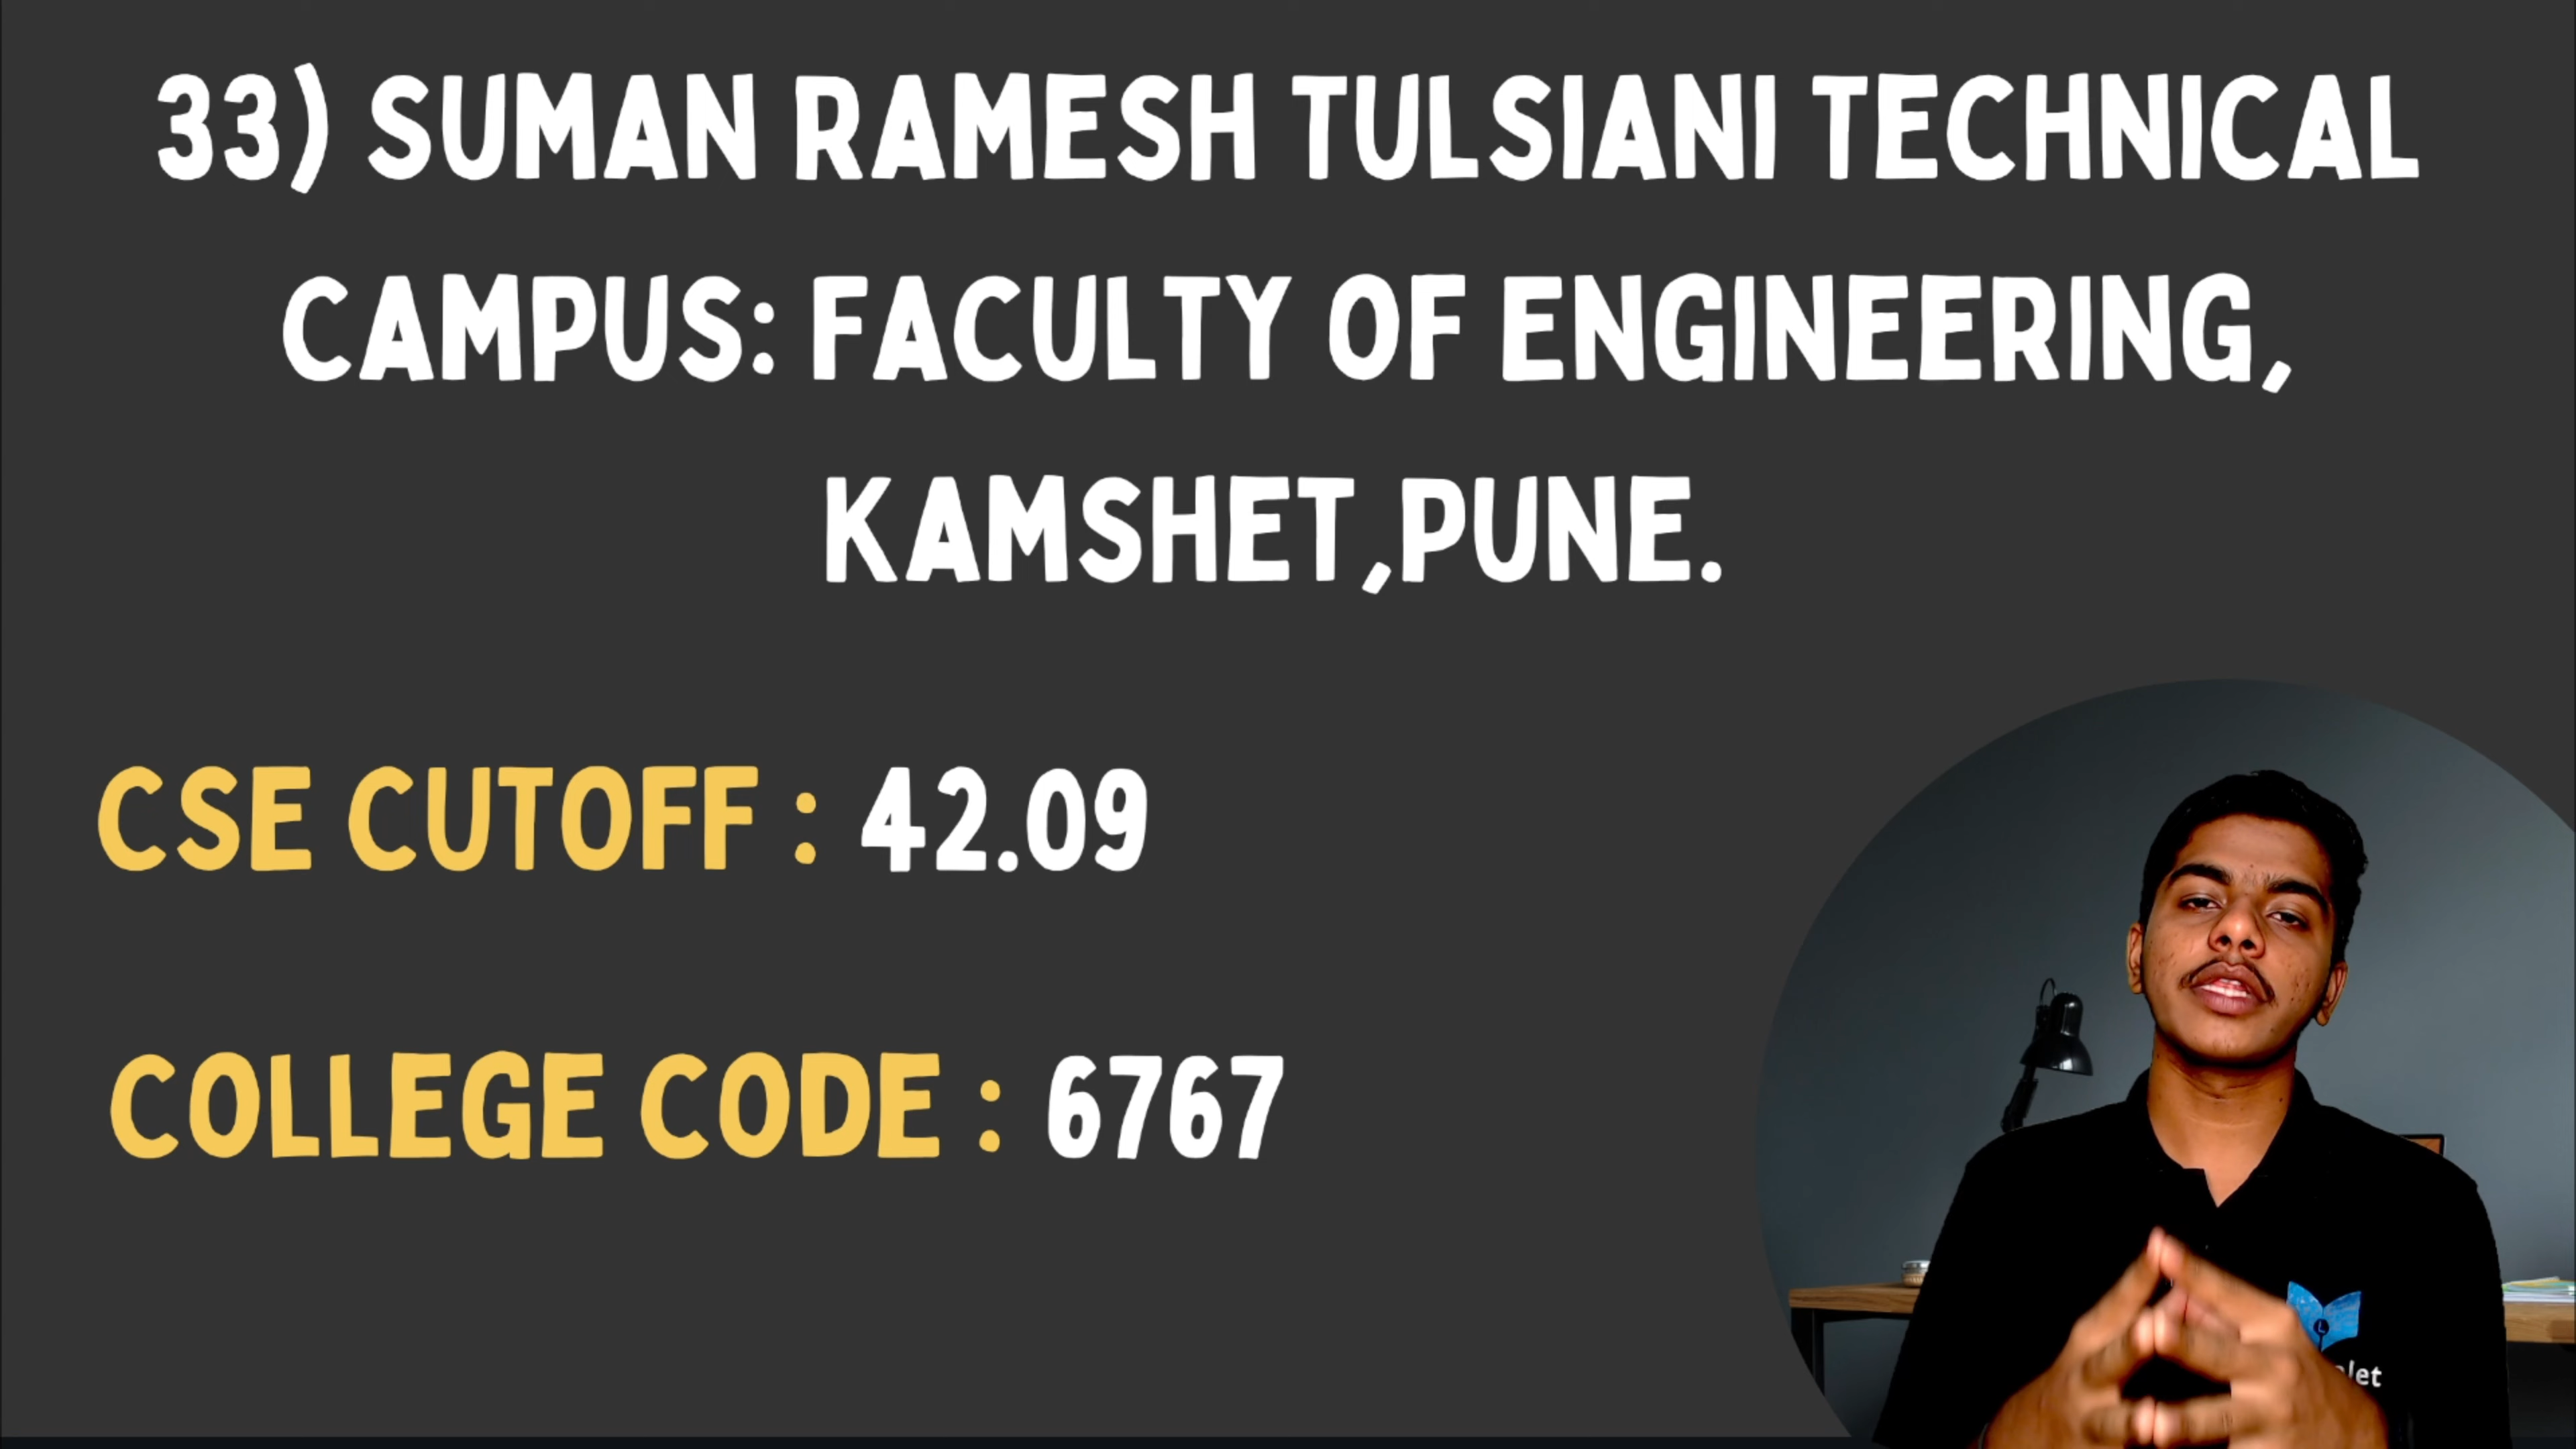 33) SUMAN RAMESH TULSIANI TECHNICAL
CAMPUS: FACULTY OF ENGINEERING,
KAMSHET,PUNE.
CSE CUTOFF : 42.09
COLLEGE CODE : 6767